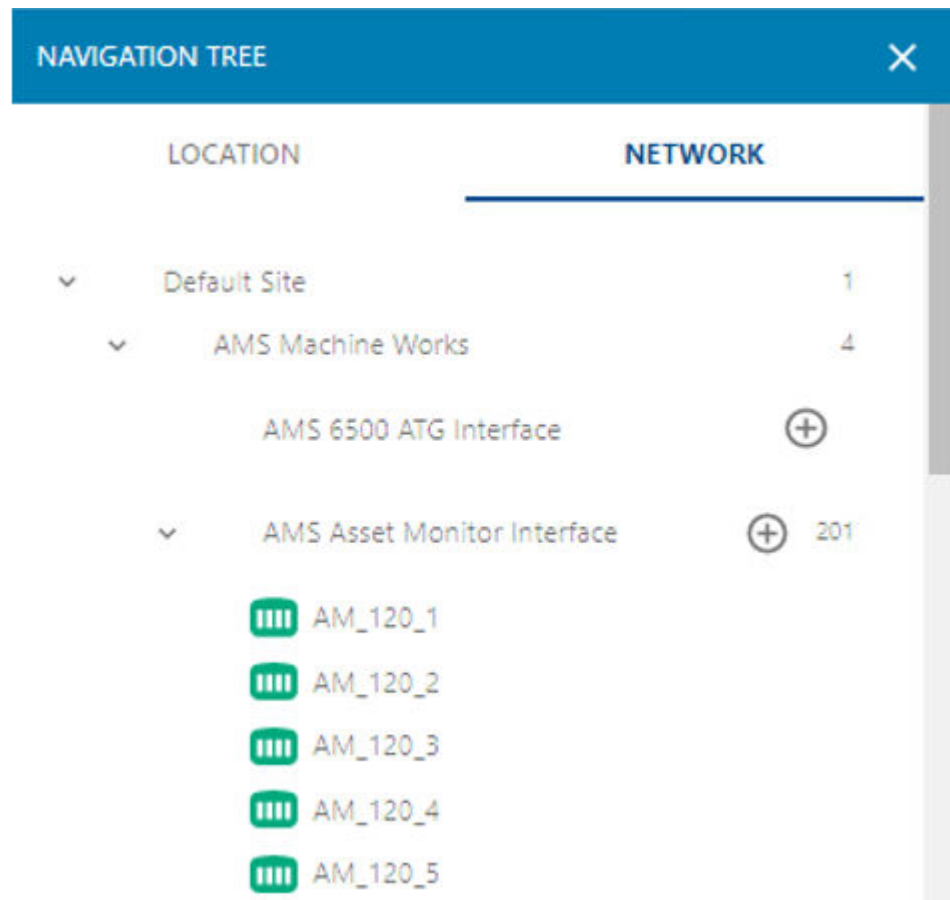 NAVIGATION TREE
LOCATION NETWORK
Default Site 1
AMS Machine Works 4
AMS 6500 ATG Interface
AMS Asset Monitor Interface 201
AM_120_1
AM_120_2
AM_120_3
AM_120_4
AM_120_5